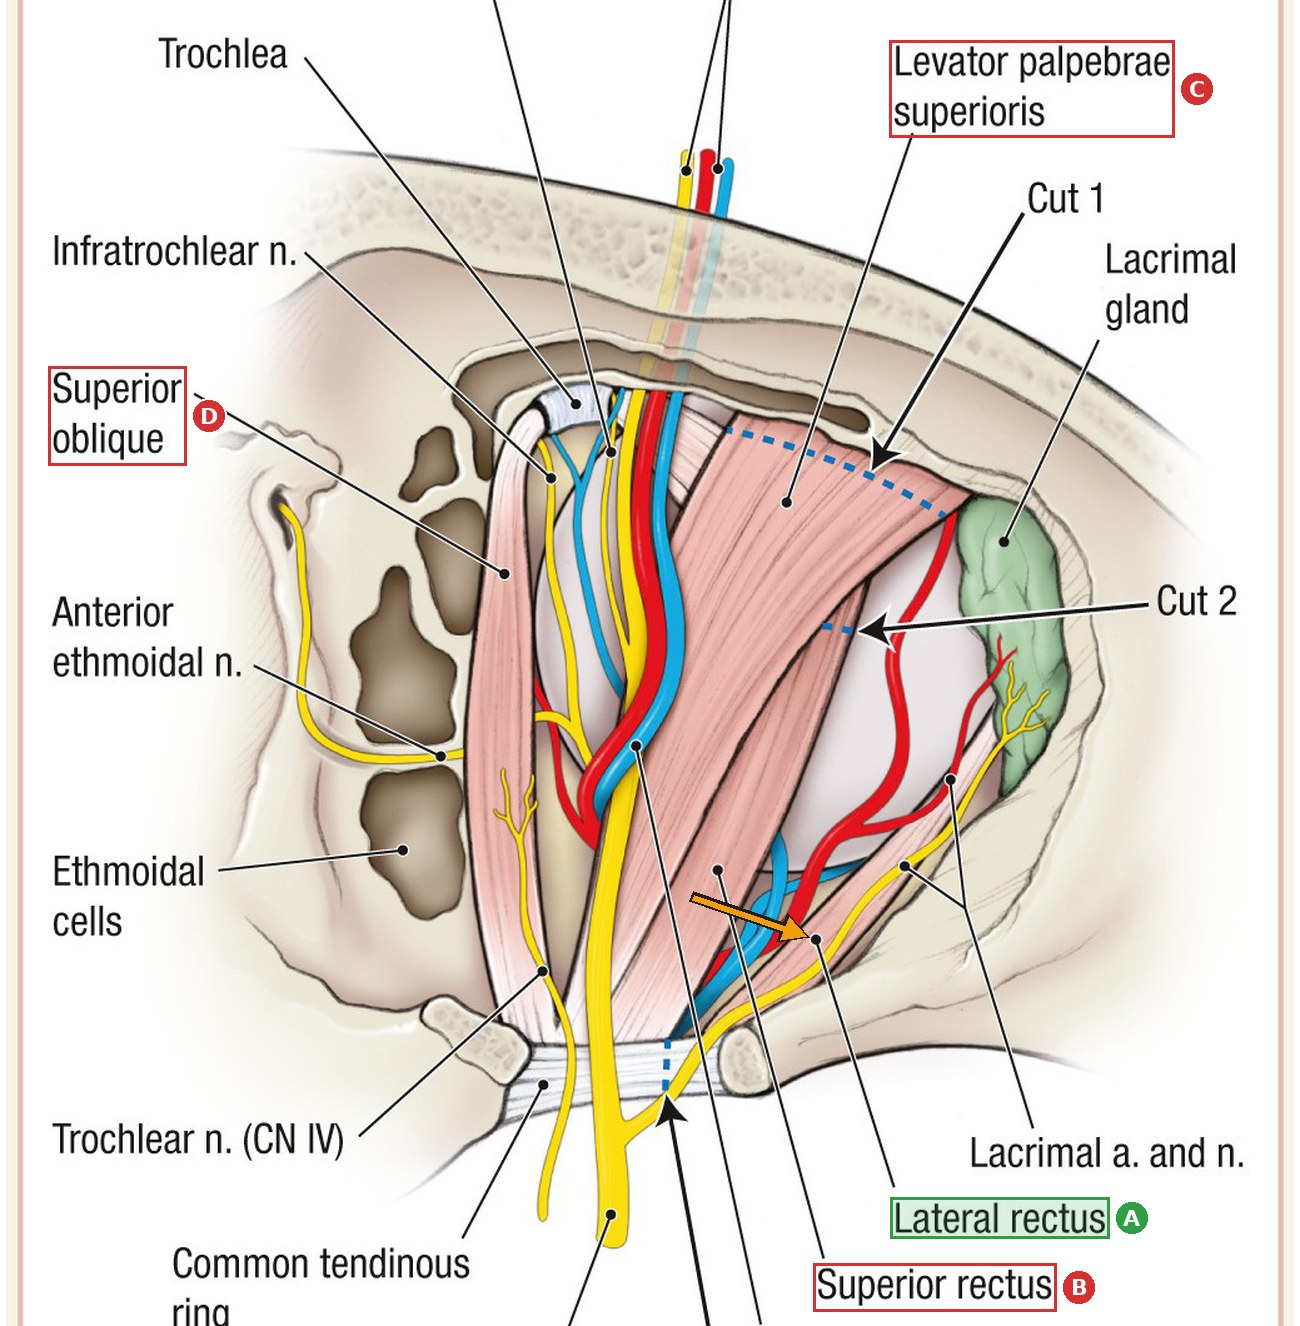 Trochlea
Levator palpebrae
superioris
C
Cut 1
Infratrochlear n.
Lacrimal
gland
Superior
oblique
D
Anterior
ethmoidal n.
Cut 2
Ethmoidal
cells
Trochlear n. (CN IV)
Lacrimal a. and n.
Lateral rectus
A
Common tendinous
ring
Superior rectus
B